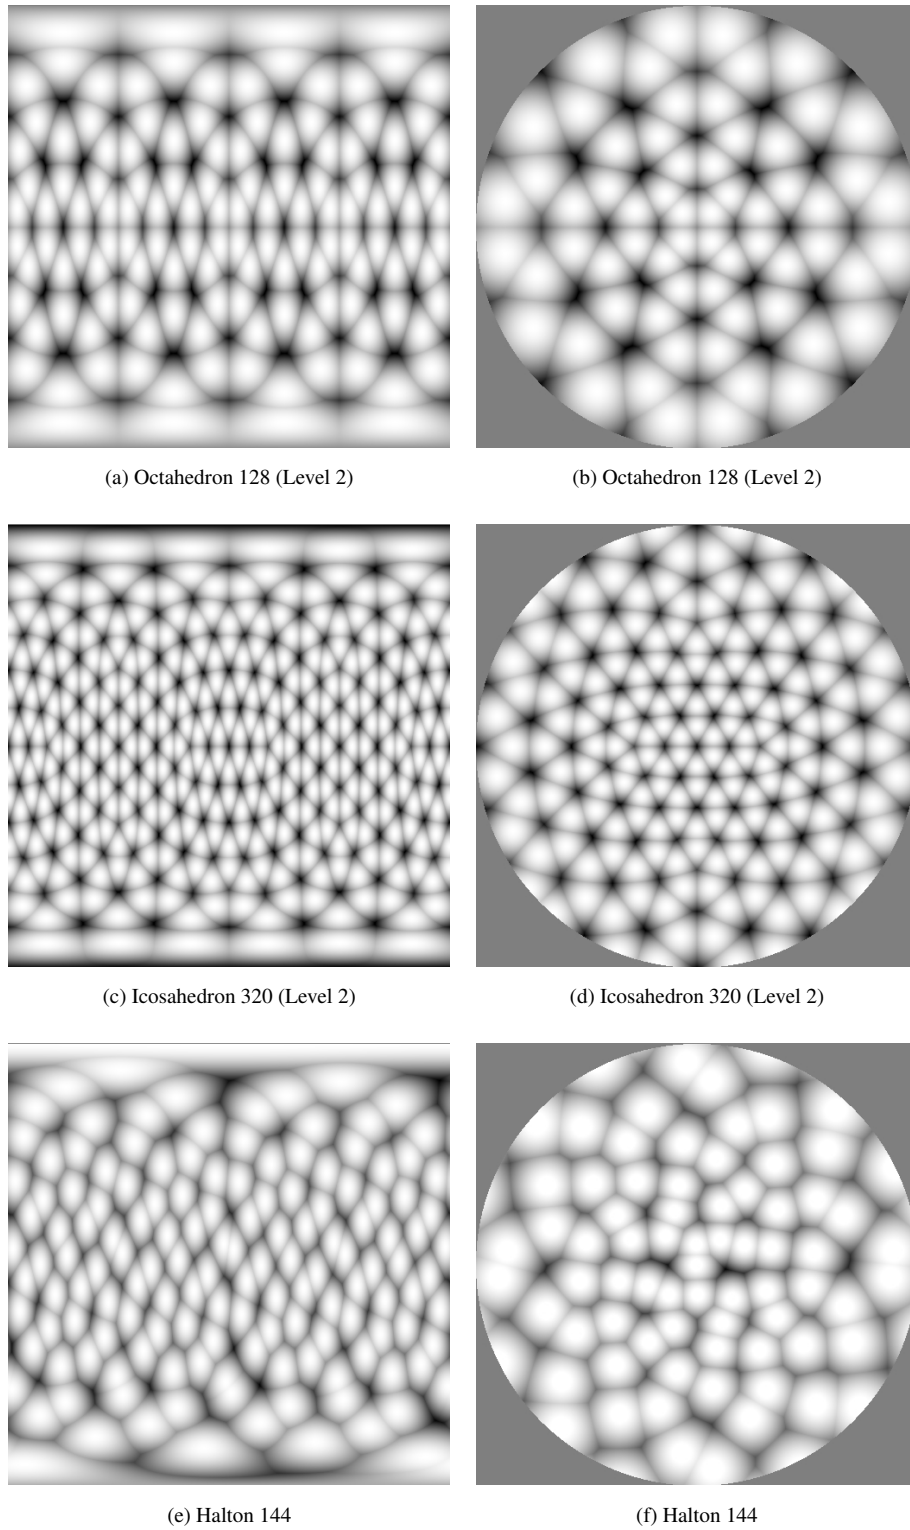 (a) Octahedron 128 (Level 2)
(b) Octahedron 128 (Level 2)
(c) Icosahedron 320 (Level 2)
(d) Icosahedron 320 (Level 2)
(e) Halton 144
(f) Halton 144